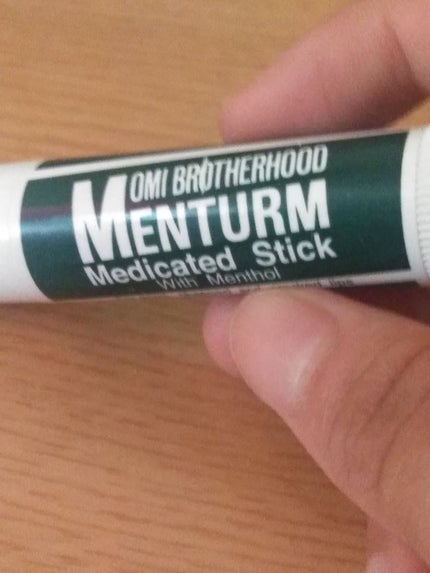 OMI BROTHERHOOD
MENTURM
Medicated Stick
With Menthol